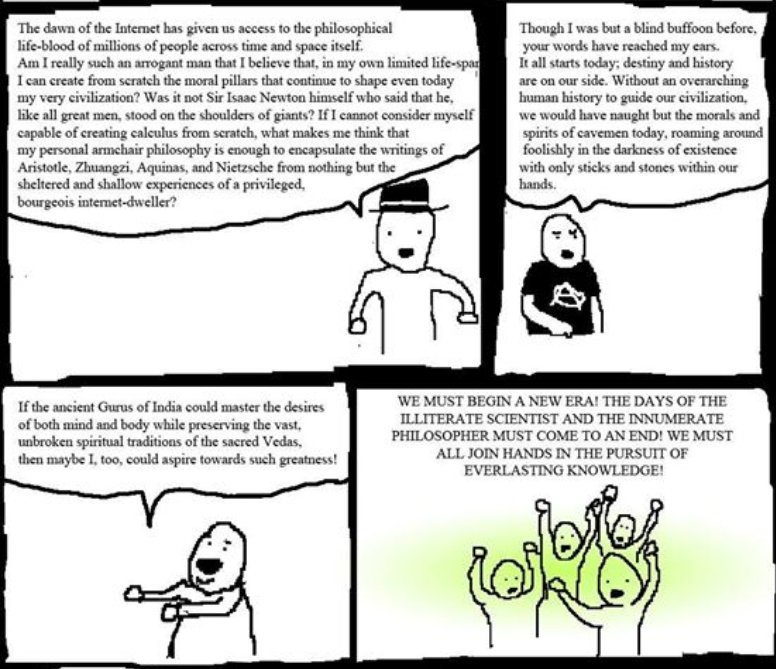 The dawn of the Internet has given us access to the philosophical
life-blood of millions of people across time and space itself.
Am I really such an arrogant man that I believe that, in my own limited life-span
I can create from scratch the moral pillars that continue to shape even today
my very civilization? Was it not Sir Isaac Newton himself who said that he,
like all great men, stood on the shoulders of giants? If I cannot consider myself
capable of creating calculus from scratch, what makes me think that
my personal armchair philosophy is enough to encapsulate the writings of
Aristotle, Zhuangzi, Aquinas, and Nietzsche from nothing but the
sheltered and shallow experiences of a privileged,
bourgeois internet-dweller?
Though I was but a blind buffoon before,
your words have reached my ears.
It all starts today; destiny and history
are on our side. Without an overarching
human history to guide our civilization,
we would have naught but the morals and
spirits of cavemen today, roaming around
foolishly in the darkness of existence
with only sticks and stones within our
hands.
If the ancient Gurus of India could master the desires
of both mind and body while preserving the vast,
unbroken spiritual traditions of the sacred Vedas,
then maybe I, too, could aspire towards such greatness!
WE MUST BEGIN A NEW ERA! THE DAYS OF THE
ILLITERATE SCIENTIST AND THE INNUMERATE
PHILOSOPHER MUST COME TO AN END! WE MUST
ALL JOIN HANDS IN THE PURSUIT OF
EVERLASTING KNOWLEDGE!